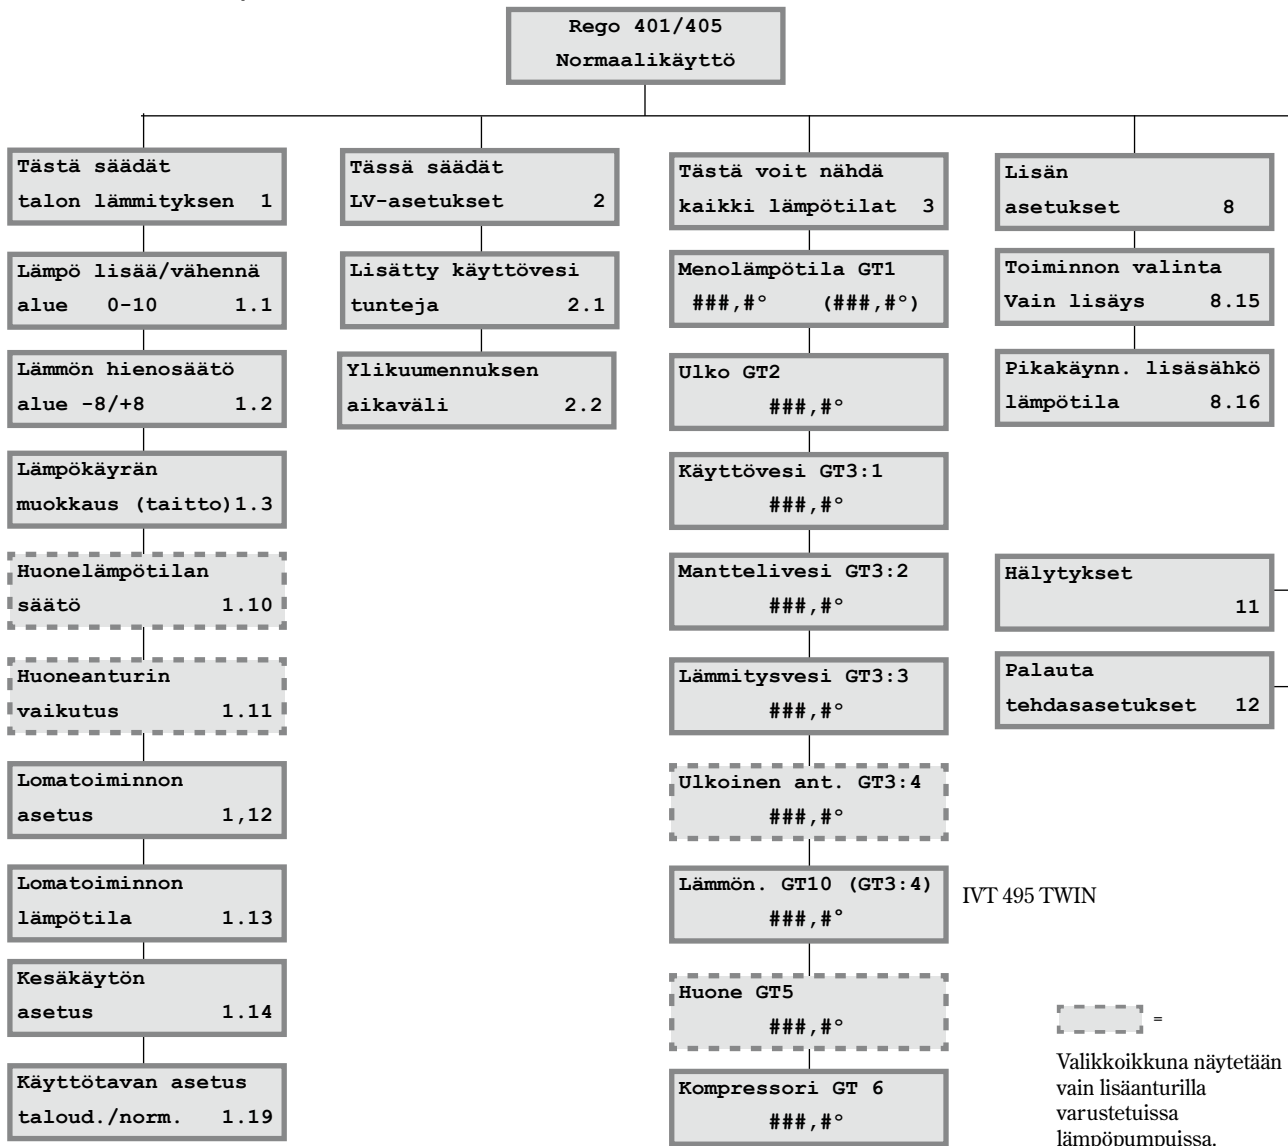 Rego 401/405
Normaalikäyttö
Tästä säädät
talon lämmityksen 1
Lämpö lisää/vähennä
alue 0-10 1.1
Lämmön hienosäätö
alue -8/+8 1.2
Lämpökäyrän
muokkaus (taitto)1.3
Huonelämpötilan
säätö 1.10
Huoneanturin
vaikutus 1.11
Lomatoiminnon
asetus 1,12
Lomatoiminnon
lämpötila 1.13
Kesäkäytön
asetus 1.14
Käyttötavan asetus
taloud./norm. 1.19
Tässä säädät
LV-asetukset 2
Lisätty käyttövesi
tunteja 2.1
Ylikuumennuksen
aikaväli 2.2
Tästä voit nähdä
kaikki lämpötilat 3
Menolämpötila GT1
###,#° (###,#°)
Ulko GT2
###,#°
Käyttövesi GT3:1
###,#°
Manttelivesi GT3:2
###,#°
Lämmitysvesi GT3:3
###,#°
Ulkoinen ant. GT3:4
###,#°
Lämmön. GT10 (GT3:4)
###,#°
IVT 495 TWIN
Huone GT5
###,#°
Kompressori GT 6
###,#°
Lisän
asetukset 8
Toiminnon valinta
Vain lisäys 8.15
Pikakäynn. lisäsähkö
lämpötila 8.16
Hälytykset
11
Palauta
tehdasasetukset 12
=
Valikkoikkuna näytetään
vain lisäanturilla
varustetuissa
lämpöpumpuissa.